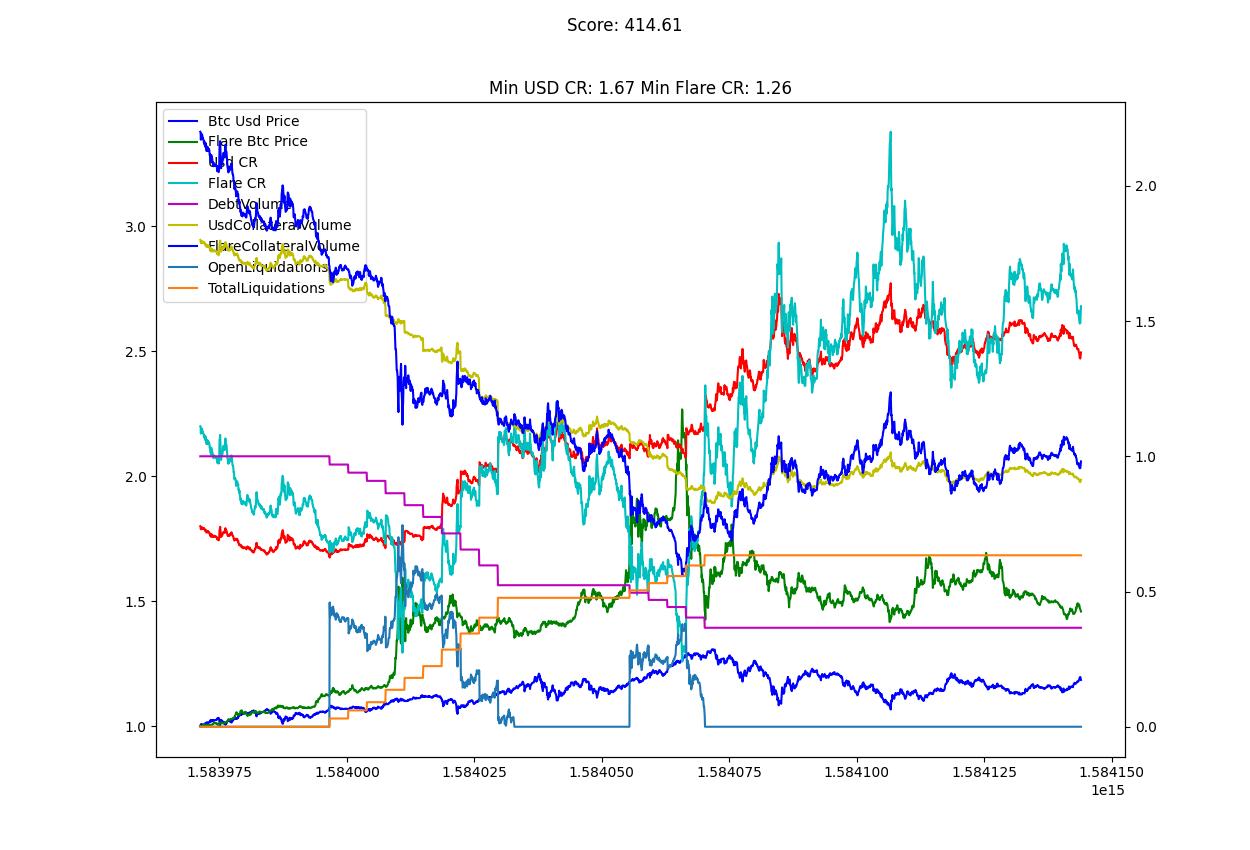 Score: 414.61
Min USD CR: 1.67 Min Flare CR: 1.26
Btc Usd Price
Flare Btc Price
Usd CR
Flare CR
DebtVolume
UsdCollateralVolume
FlareCollateralVolume
OpenLiquidations
TotalLiquidations
3.0
2.5
2.0
1.5
1.0
2.0
1.5
1.0
0.5
0.0
1.583975 1.584000 1.584025 1.584050 1.584075 1.584100 1.584125 1.584150
1e15